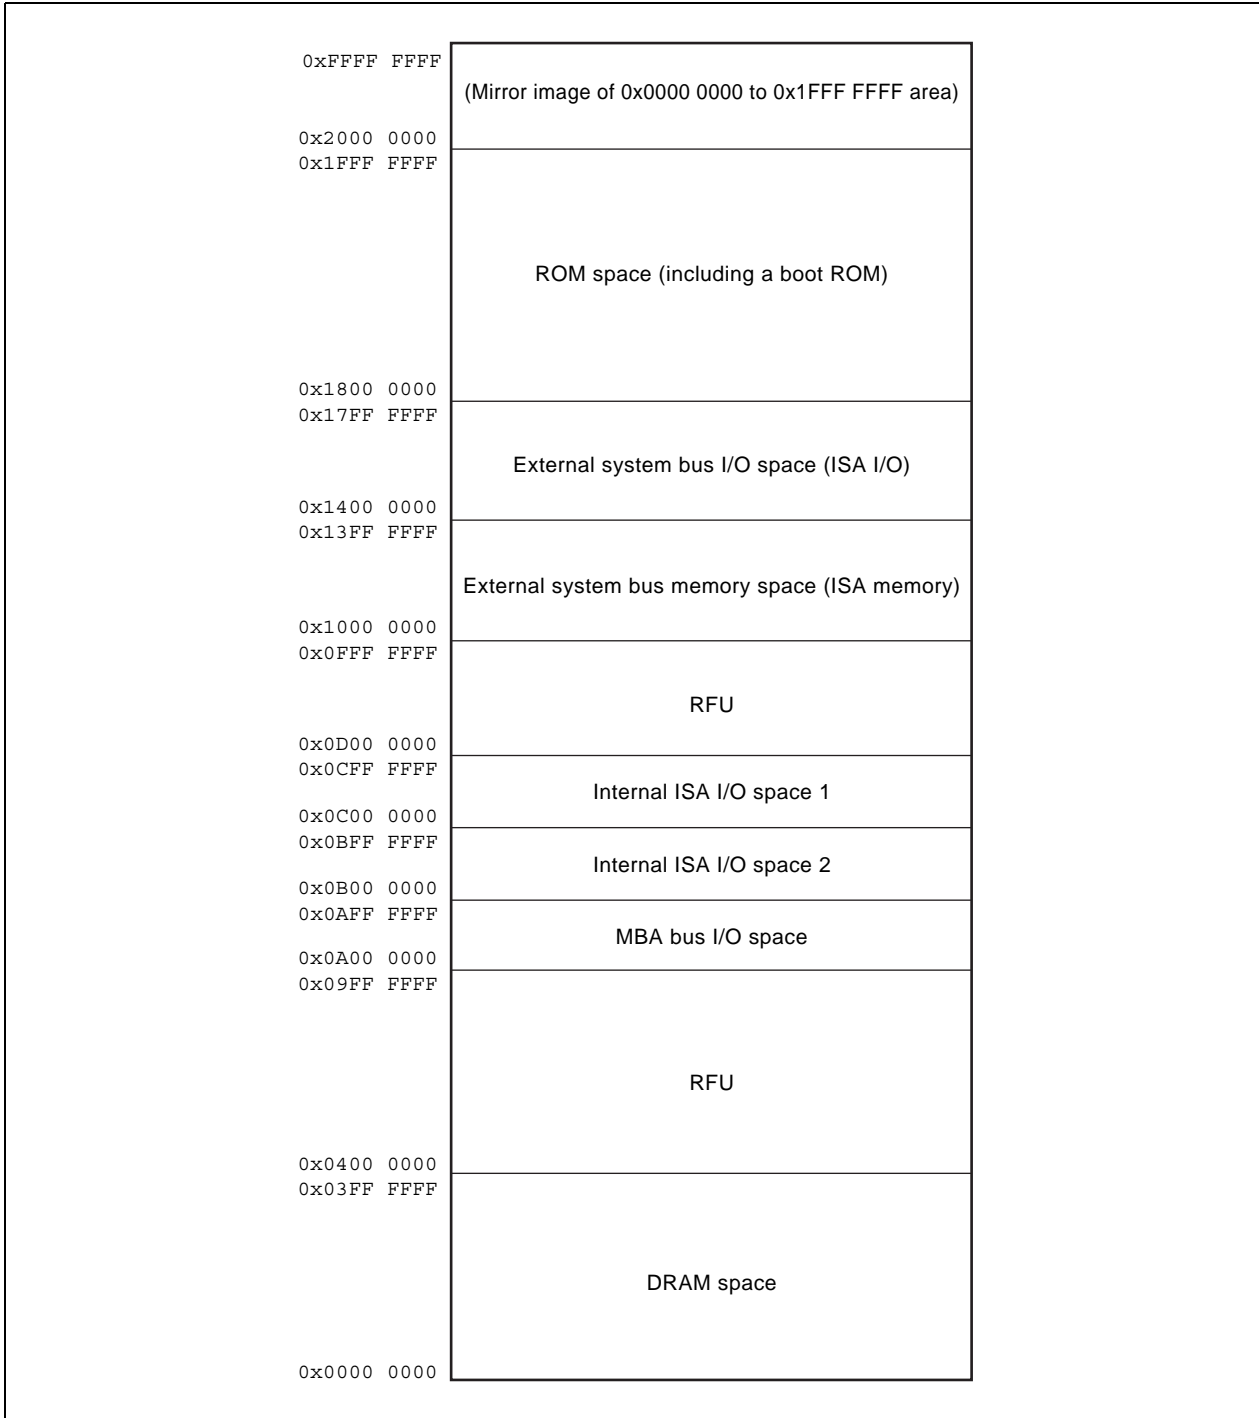 0xFFFF FFFF
(Mirror image of 0x0000 0000 to 0x1FFF FFFF area)
0x2000 0000
0x1FFF FFFF
ROM space (including a boot ROM)
0x1800 0000
0x17FF FFFF
External system bus I/O space (ISA I/O)
0x1400 0000
0x13FF FFFF
External system bus memory space (ISA memory)
0x1000 0000
0x0FFF FFFF
RFU
0x0D00 0000
0x0CFF FFFF
Internal ISA I/O space 1
0x0C00 0000
0x0BFF FFFF
Internal ISA I/O space 2
0x0B00 0000
0x0AFF FFFF
MBA bus I/O space
0x0A00 0000
0x09FF FFFF
RFU
0x0400 0000
0x03FF FFFF
DRAM space
0x0000 0000